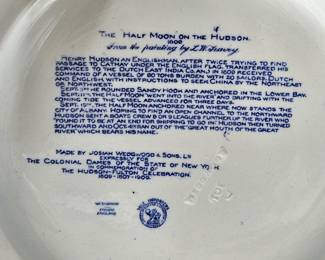 THE HALF MOON ON THE HUDSON
1609
from the painting by L.W. Seavey.
HENRY HUDSON AN ENGLISHMAN, AFTER TWICE TRYING TO FIND
PASSAGE TO CATHAY UNDER THE ENGLISH FLAG, TRANSFERRED HIS
SERVICES TO THE DUTCH EAST INDIA CO. AND IN 1609 RECEIVED
COMMAND OF A VESSEL OF 80 TONS BURDEN WITH 20 SAILORS, DUTCH
AND ENGLISH WITH INSTRUCTIONS TO SEEK CHINA BY THE NORTHEAST
OR NORTHWEST.
SEPT. HE ROUNDED SANDY HOOK AND ANCHORED IN THE LOWER BAY.
SEPT. THE HALF MOON WENT INTO THE RIVER AND DRIFTING WITH THE
COMING TIDE THE VESSEL ADVANCED FOR THREE DAYS.
SEPT. THE HALF MOON ANCHORED WHERE NOW STANDS THE
CITY OF ALBANY. HOPING TO FIND AN OPEN CHANNEL TO THE NORTHWARD
HUDSON SENT A BOAT'S CREW 8 OR 9 LEAGUES FURTHER UP THE RIVER WHO
FOUND IT TO BE AT AN END FOR SHIPPING TO GO IN. HUDSON THEN TURNED
SOUTHWARD AND OCT. 4 RAN OUT OF "THE GREAT MOUTH OF THE GREAT
RIVER" WHICH BEARS HIS NAME.
MADE BY JOSIAH WEDGWOOD & SONS, LTD
EXPRESSLY FOR
THE COLONIAL DAMES OF THE STATE OF NEW YORK
IN COMMEMORATION OF
THE HUDSON-FULTON CELEBRATION.
1609-1807-1909.
WEDGWOOD
ETRURIA
ENGLAND